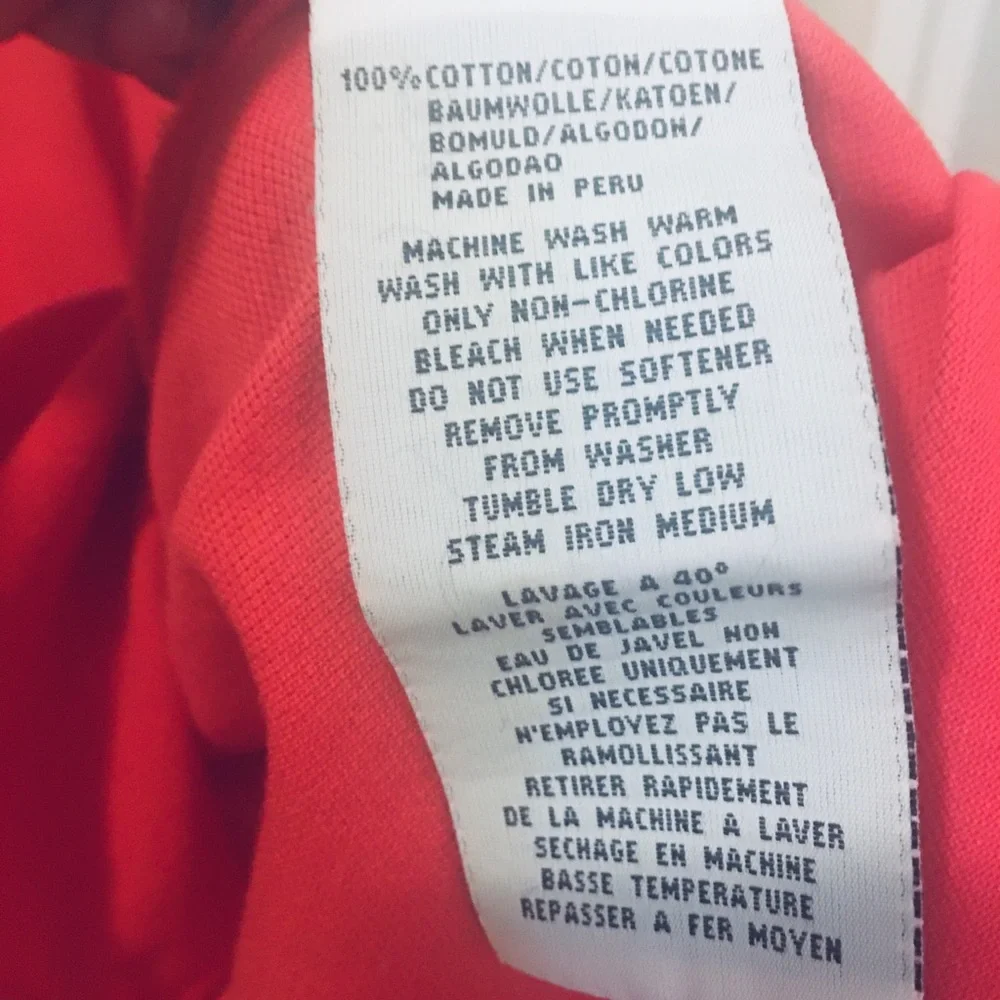 100% COTTON/COTON/COTONE
BAUMWOLLE/KATOEN/
BOMULD/ALGODON/
ALGODAO
MADE IN PERU
MACHINE WASH WARM
WASH WITH LIKE COLORS
ONLY NON-CHLORINE
BLEACH WHEN NEEDED
DO NOT USE SOFTENER
REMOVE PROMPTLY
FROM WASHER
TUMBLE DRY LOW
STEAM IRON MEDIUM
LAVAGE A 40°
LAVER AVEC COULEURS
SEMBLABLES
EAU DE JAVEL NON
CHLOREE UNIQUEMENT
SI NECESSAIRE
N'EMPLOYEZ PAS LE
RAMOLLISSANT
RETIRER RAPIDEMENT
DE LA MACHINE A LAVER
SECHAGE EN MACHINE
BASSE TEMPERATURE
REPASSER A FER MOYEN